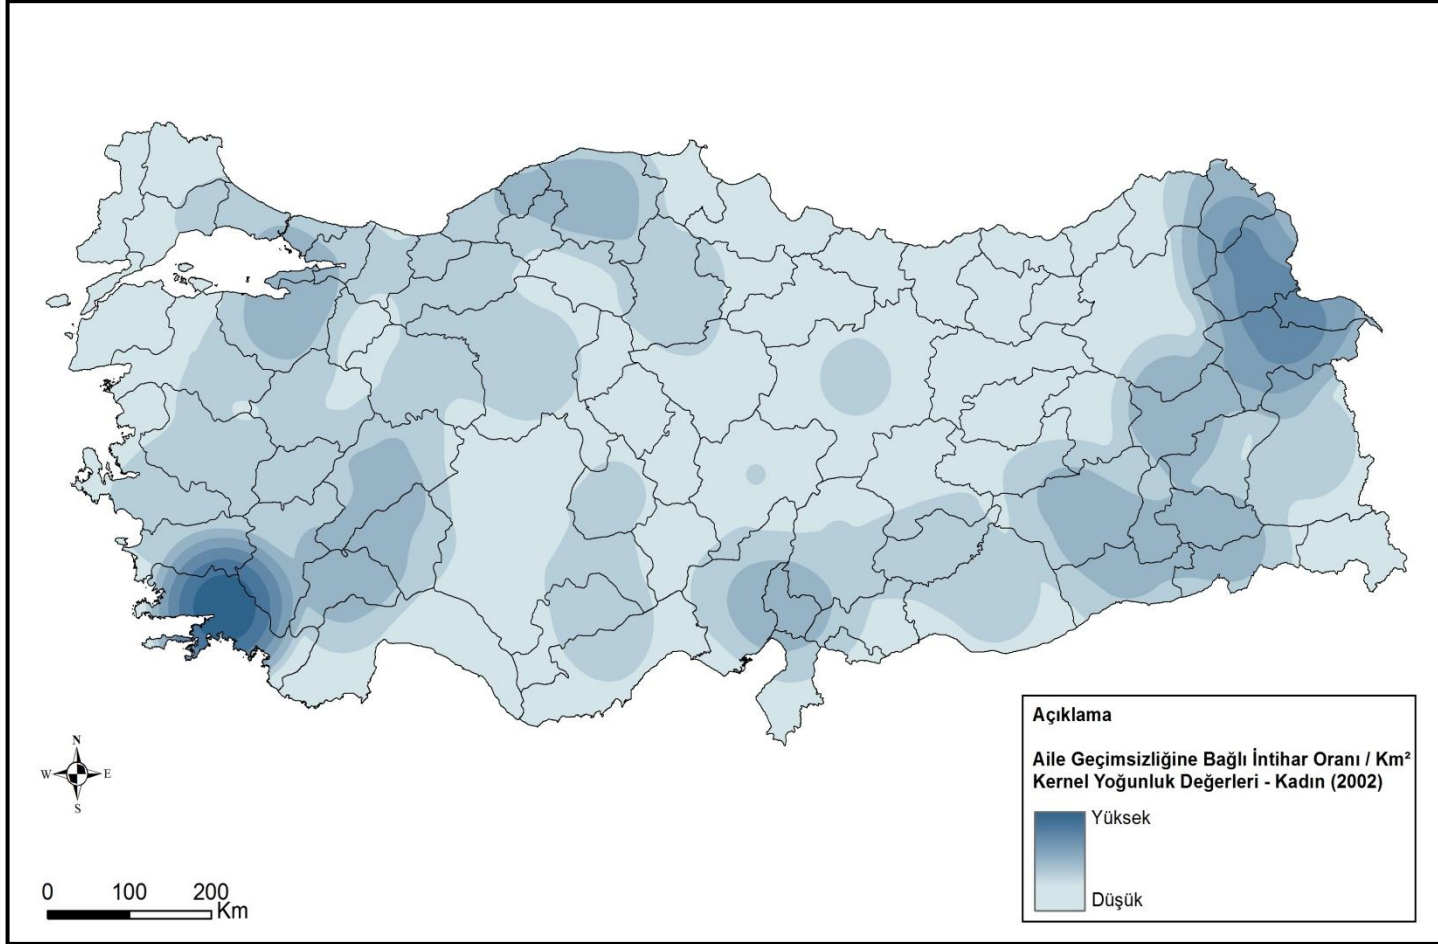 Açıklama
Aile Geçimsizliğine Bağlı İntihar Oranı / Km²
Kernel Yoğunluk Değerleri - Kadın (2002)
Yüksek
Düşük
N
W E
S
0 100 200
Km